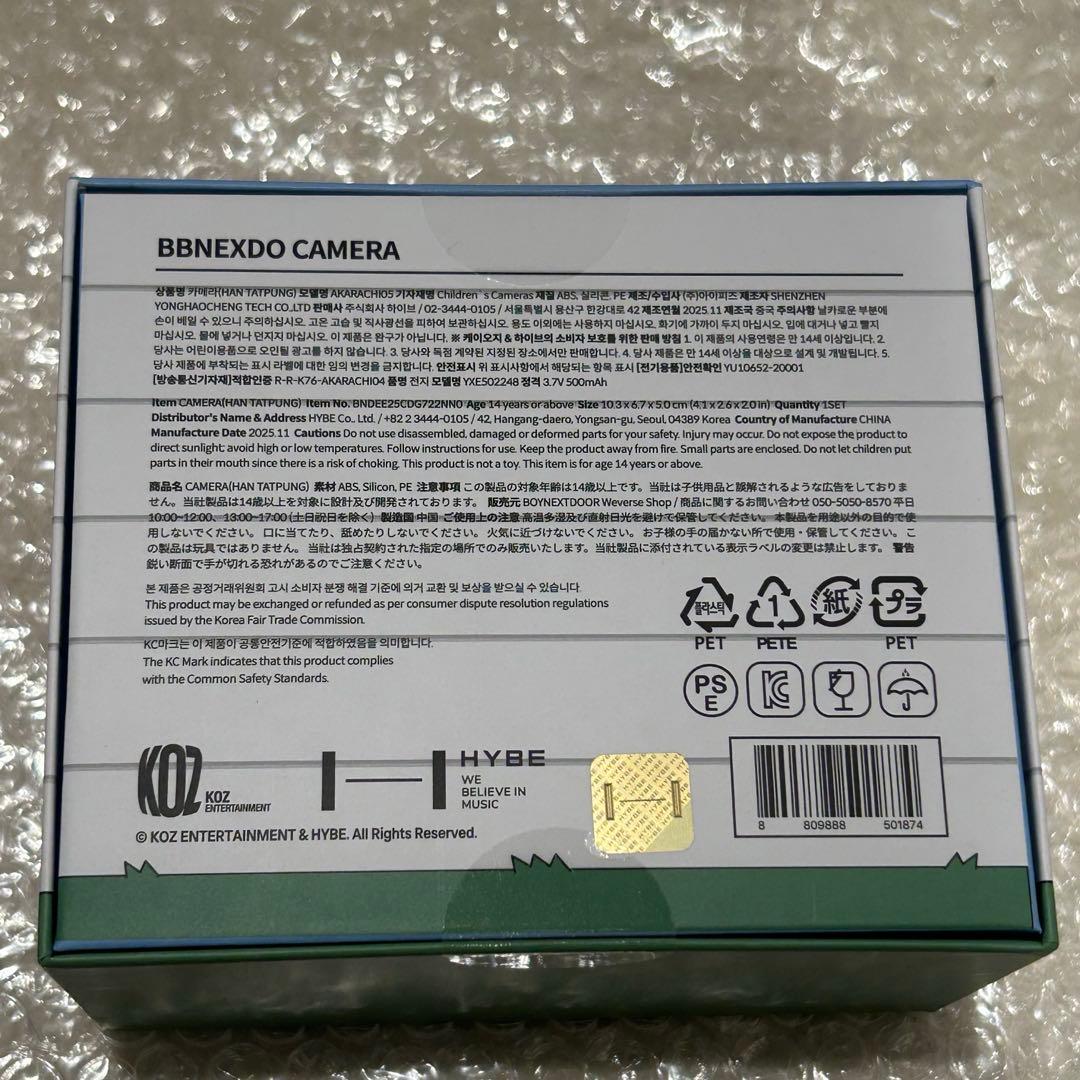 BBNEXDO CAMERA
상품명 카메라(HAN TATPUNG) 모델명 AKARACHI05 기자재명 Children`s Cameras 재질 ABS, 실리콘, PE 제조/수입사 (주)아이피즈 제조자 SHENZHEN
YONGHAOCHENG TECH CO.,LTD 판매사 주식회사 하이브 / 02-3444-0105 / 서울특별시 용산구 한강대로 42 제조연월 2025.11 제조국 중국 주의사항 날카로운 부분에
손이 베일 수 있으니 주의하십시오. 고온 고습 및 직사광선을 피하여 보관하십시오. 용도 이외에는 사용하지 마십시오. 화기에 가까이 두지 마십시오. 입에 대거나 넣고 빨지
마십시오. 물에 넣거나 던지지 마십시오. 이 제품은 완구가 아닙니다. ※ 케이오지 & 하이브의 소비자 보호를 위한 판매 방침 1. 이 제품의 사용연령은 만 14세 이상입니다. 2.
당사는 어린이용품으로 오인될 광고를 하지 않습니다. 3. 당사와 독점 계약된 지정된 장소에서만 판매합니다. 4. 당사 제품은 만 14세 이상을 대상으로 설계 및 개발됩니다. 5.
당사 제품에 부착되는 표시 라벨에 대한 임의 변경을 금지합니다. 안전표시 위 표시사항에서 해당되는 항목 표시 [전기용품]안전확인 YU10652-20001
[방송통신기자재]적합인증 R-R-K76-AKARACHI04 품명 전지 모델명 YXE502248 정격 3.7V 500mAh
Item CAMERA(HAN TATPUNG) Item No. BNDEE25CDG722NN0 Age 14 years or above Size 10.3 x 6.7 x 5.0 cm (4.1 x 2.6 x 2.0 in) Quantity 1SET
Distributor's Name & Address HYBE Co., Ltd. / +82 2 3444-0105 / 42, Hangang-daero, Yongsan-gu, Seoul, 04389 Korea Country of Manufacture CHINA
Manufacture Date 2025.11 Cautions Do not use disassembled, damaged or deformed parts for your safety. Injury may occur. Do not expose the product to
direct sunlight; avoid high or low temperatures. Follow instructions for use. Keep the product away from fire. Small parts are enclosed. Do not let children put
parts in their mouth since there is a risk of choking. This product is not a toy. This item is for age 14 years or above.
商品名 CAMERA(HAN TATPUNG) 素材 ABS, Silicon, PE 注意事項 この製品の対象年齢は14歳以上です。当社は子供用品と誤解されるような広告をしておりま
せん。当社製品は14歳以上を対象に設計及び開発されております。 販売元 BOYNEXTDOOR Weverse Shop / 商品に関するお問い合わせ 050-5050-8570 平日
10:00~12:00、 13:00~17:00 (土日祝日を除く) 製造国 中国 ご使用上の注意 高温多湿及び直射日光を避けて保管してください。本製品を用途以外の目的で使
用しないでください。 口に当てたり、舐めたりしないでください。 火気に近づけないでください。 お子様の手の届かない所で使用・保管してください。 こ
の製品は玩具ではありません。 当社は独占契約された指定の場所でのみ販売いたします。当社製品に添付されている表示ラベルの変更は禁止します。 警告
鋭い断面で手が切れる恐れがあるのでご注意ください。
본 제품은 공정거래위원회 고시 소비자 분쟁 해결 기준에 의거 교환 및 보상을 받으실 수 있습니다.
This product may be exchanged or refunded as per consumer dispute resolution regulations
issued by the Korea Fair Trade Commission.
KC마크는 이 제품이 공통안전기준에 적합하였음을 의미합니다.
The KC Mark indicates that this product complies
with the Common Safety Standards.
플라스틱 1 紙 プラ
PET PETE PET
PS E KC
KOZ KOZ ENTERTAINMENT
HYBE
WE
BELIEVE IN
MUSIC
HYBE HYBE HYBE
8 809888 501874
© KOZ ENTERTAINMENT & HYBE. All Rights Reserved.